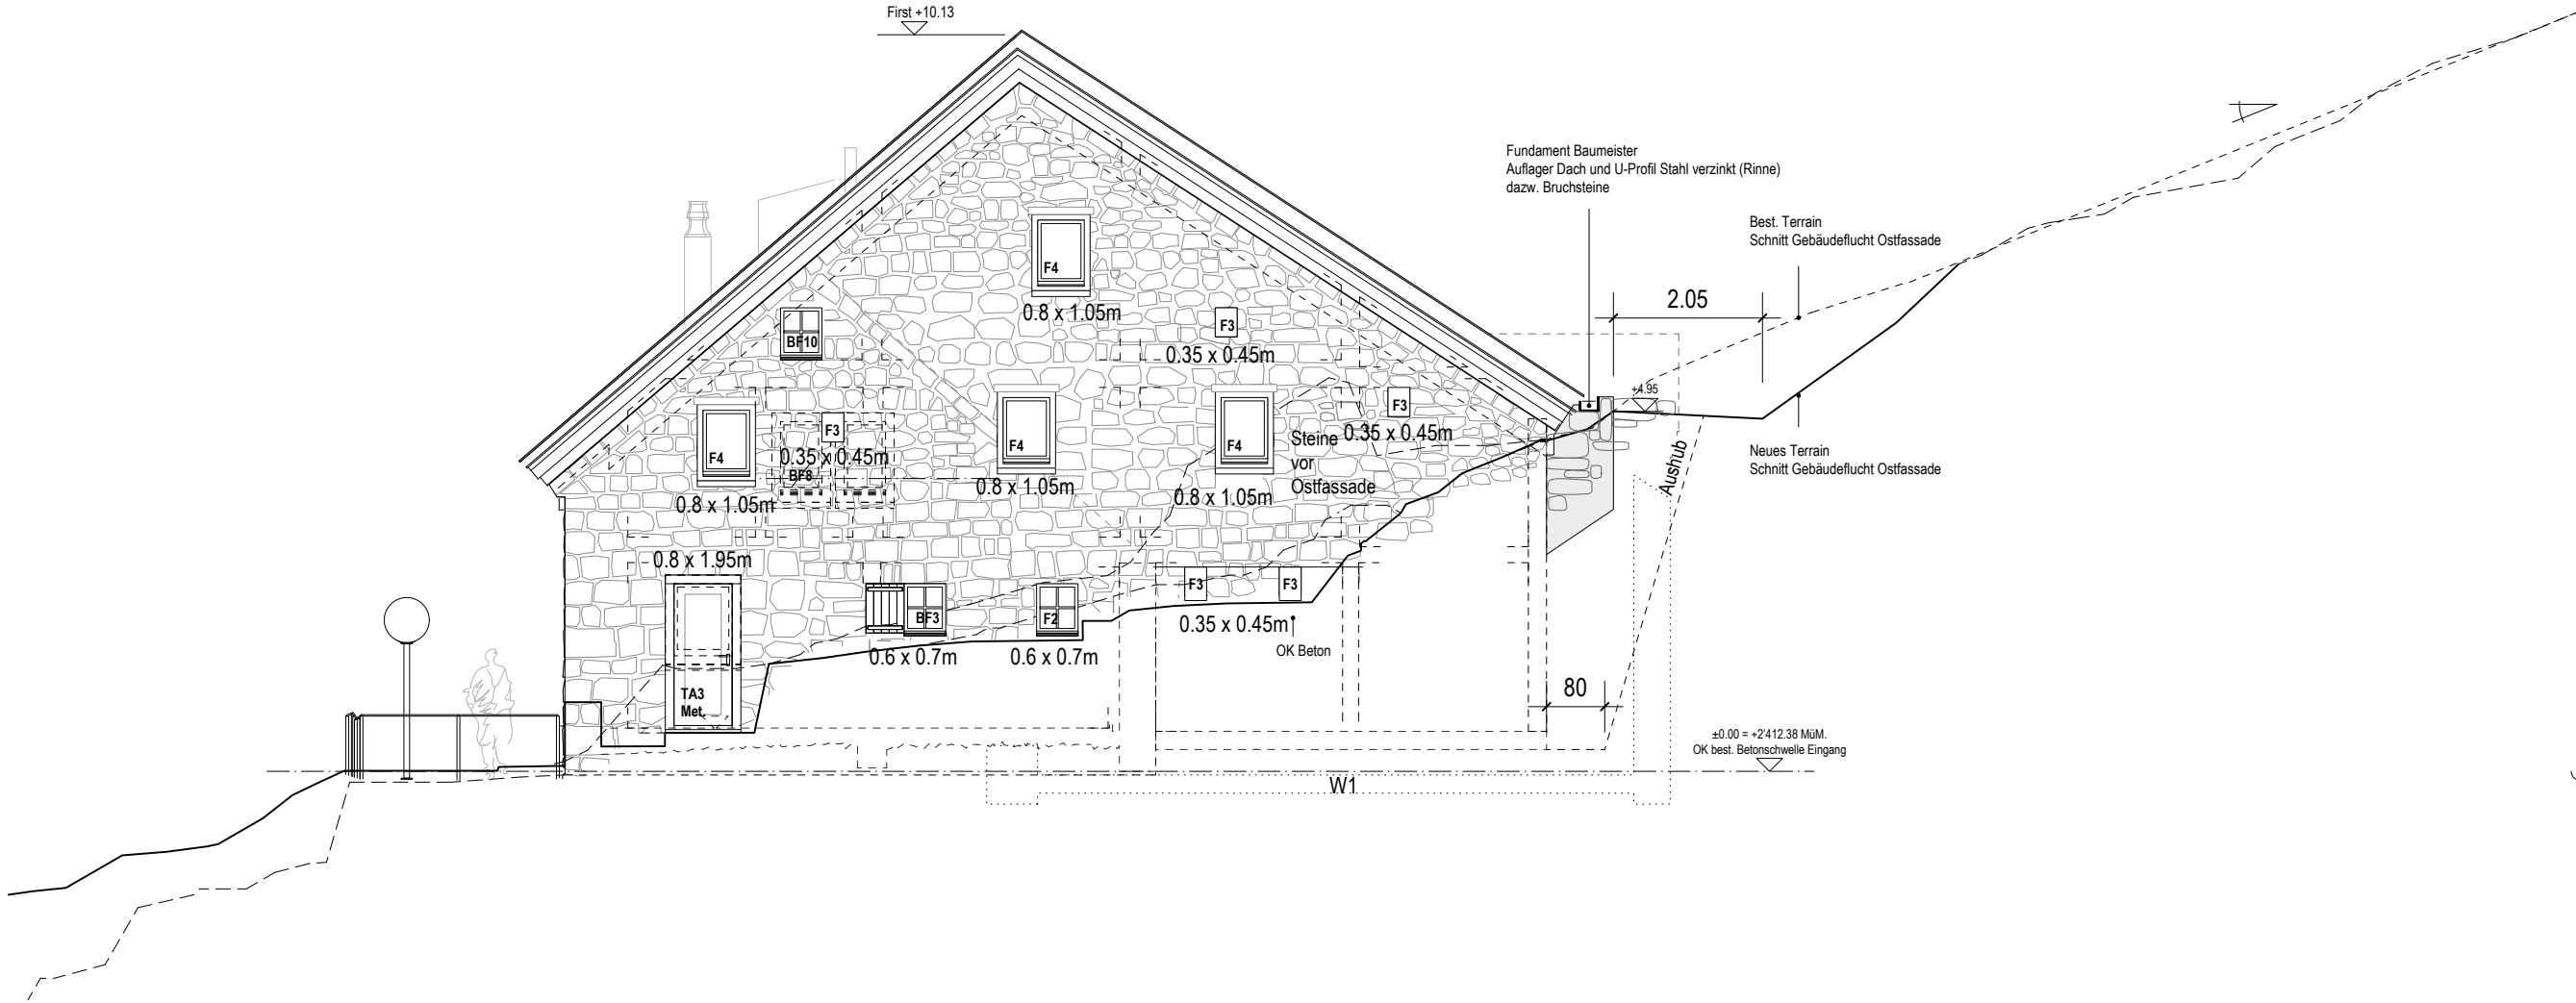 First +10.13
Fundament Baumeister
Auflager Dach und U-Profil Stahl verzinkt (Rinne)
dazw. Bruchsteine
Best. Terrain
Schnitt Gebäudeflucht Ostfassade
F4
0.8 x 1.05m
2.05
F3
0.35 x 0.45m
BF10
+4.95
F3
0.35 x 0.45m
F4
0.8 x 1.05m
F3
0.35 x 0.45m
BF8
F4
0.8 x 1.05m
F4
0.8 x 1.05m
Steine
vor
Ostfassade
Aushub
Neues Terrain
Schnitt Gebäudeflucht Ostfassade
0.8 x 1.95m
TA3
Met.
BF3
0.6 x 0.7m
F2
0.6 x 0.7m
F3
F3
0.35 x 0.45m
OK Beton
80
±0.00 = +2'412.38 MüM.
OK best. Betonschwelle Eingang
W1